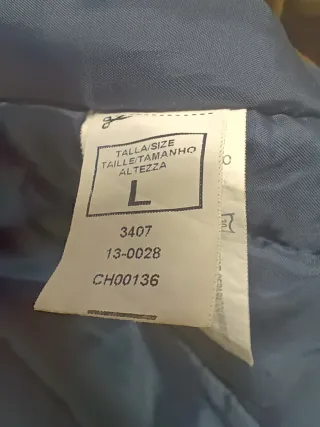 TALLA/SIZE
TAILLE/TAMANHO
ALTEZZA
L
3407
13-0028
CH00136